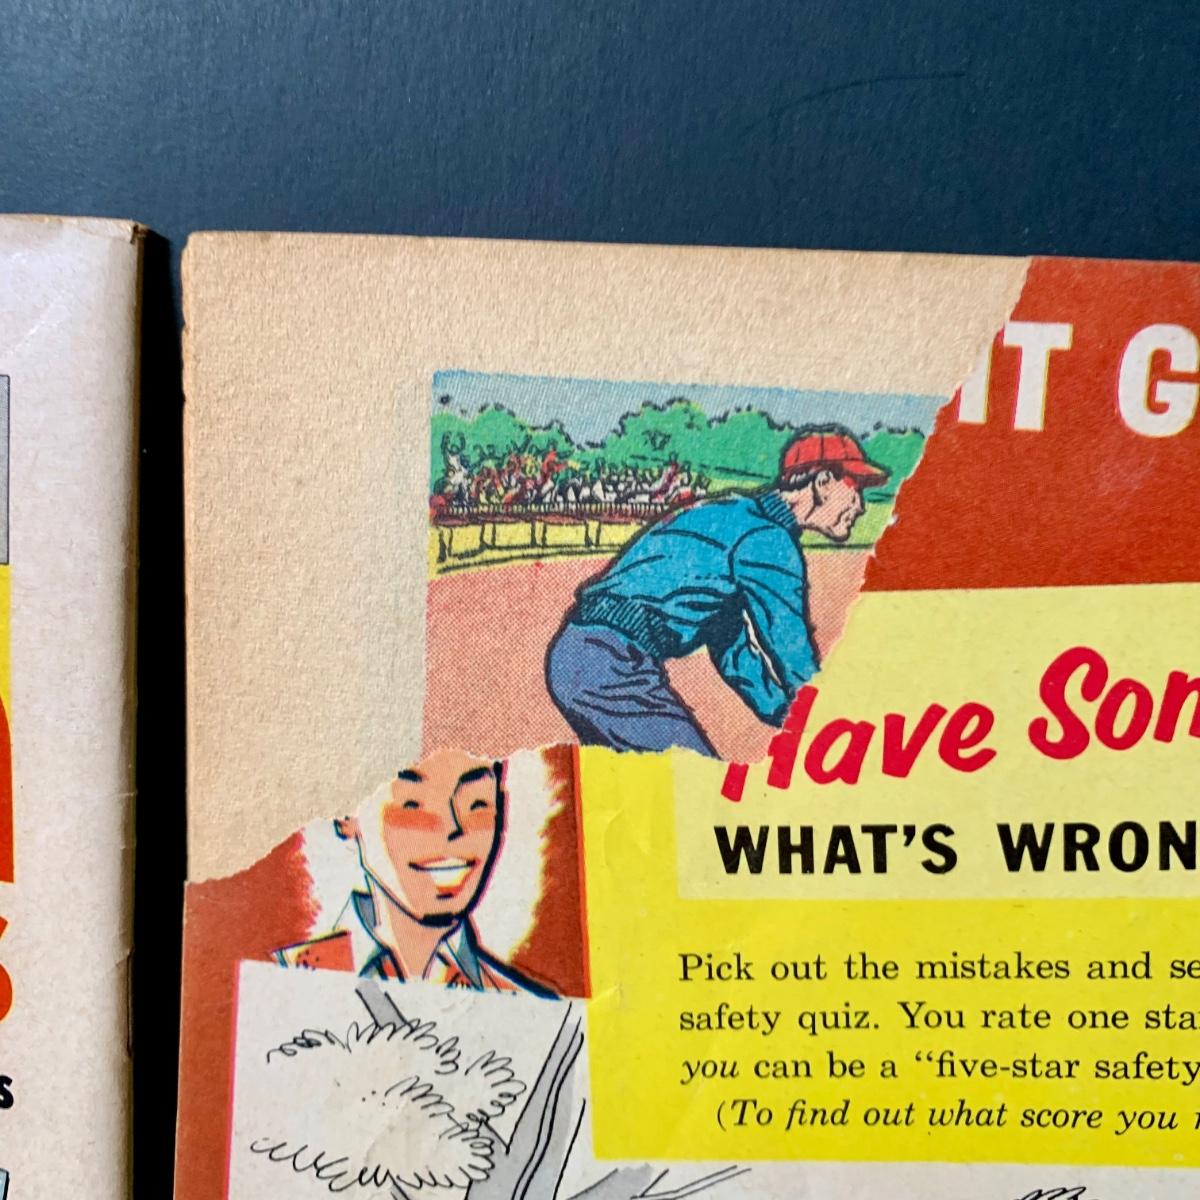 IT G
Have Som
WHAT'S WRON
Pick out the mistakes and se
safety quiz. You rate one sta
you can be a "five-star safety
(To find out what score you
s